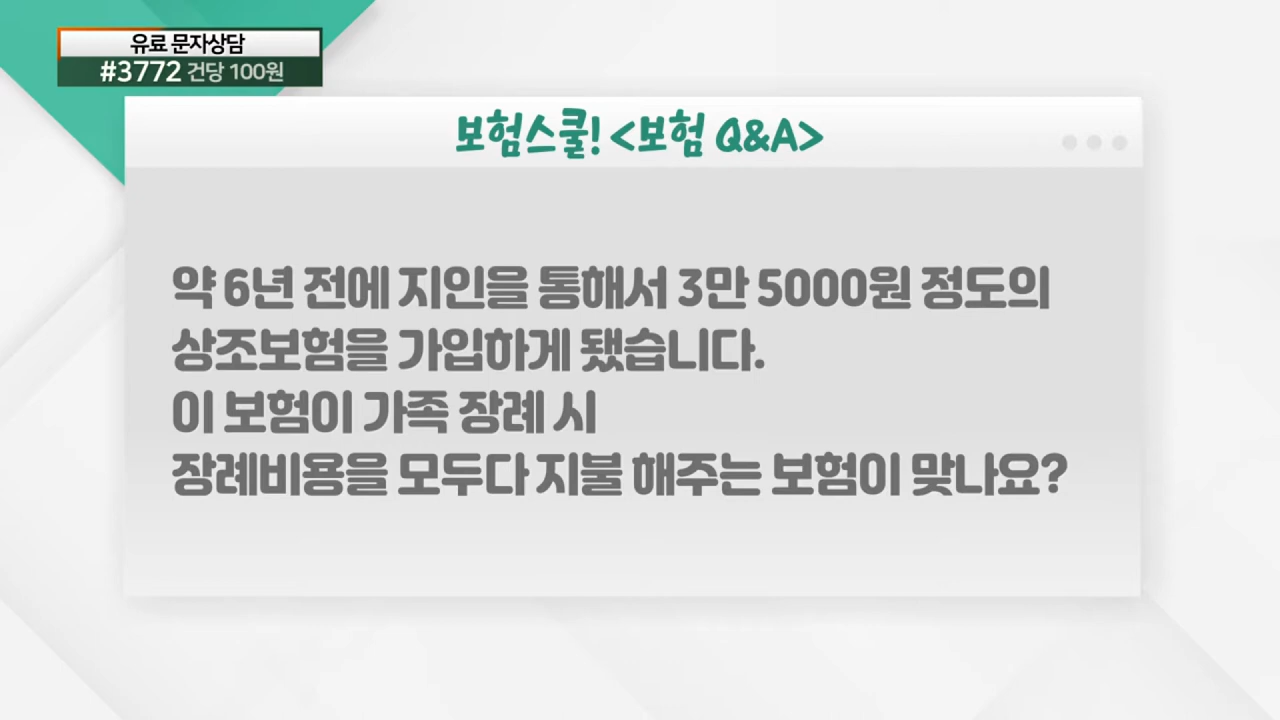 유료 문자상담
#3772 건당 100원
보험스쿨! <보험 Q&A>
약 6년 전에 지인을 통해서 3만 5000원 정도의
상조보험을 가입하게 됐습니다.
이 보험이 가족 장례 시
장례비용을 모두다 지불 해주는 보험이 맞나요?